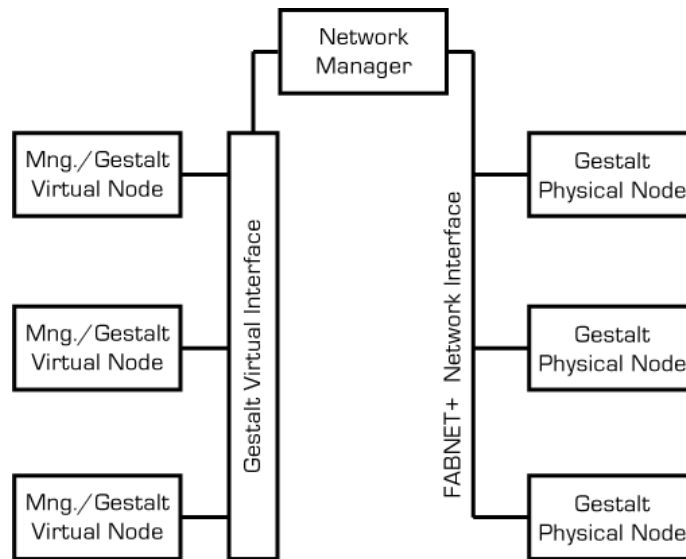 Network
Manager
Mng./Gestalt
Virtual Node
Gestalt
Physical Node
Mng./Gestalt
Virtual Node
Gestalt Virtual Interface
FABNET+ Network Interface
Gestalt
Physical Node
Mng./Gestalt
Virtual Node
Gestalt
Physical Node